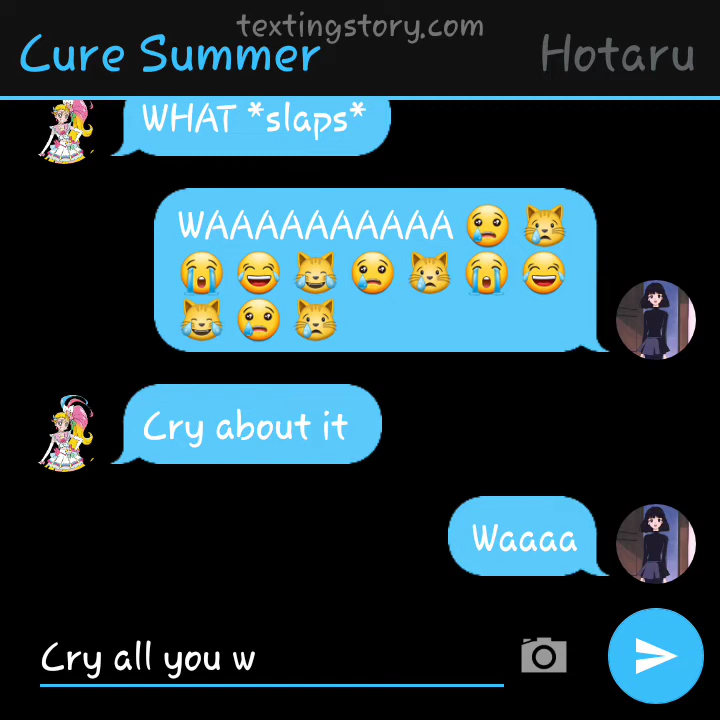 textingstory.com
Cure Summer
Hotaru
WHAT *slaps*
WAAAAAAAAAA 😢 😿
😭 😂 😹 😢 😿 😭 😂
😹 😢 😿
Cry about it
Waaaa
Cry all you w